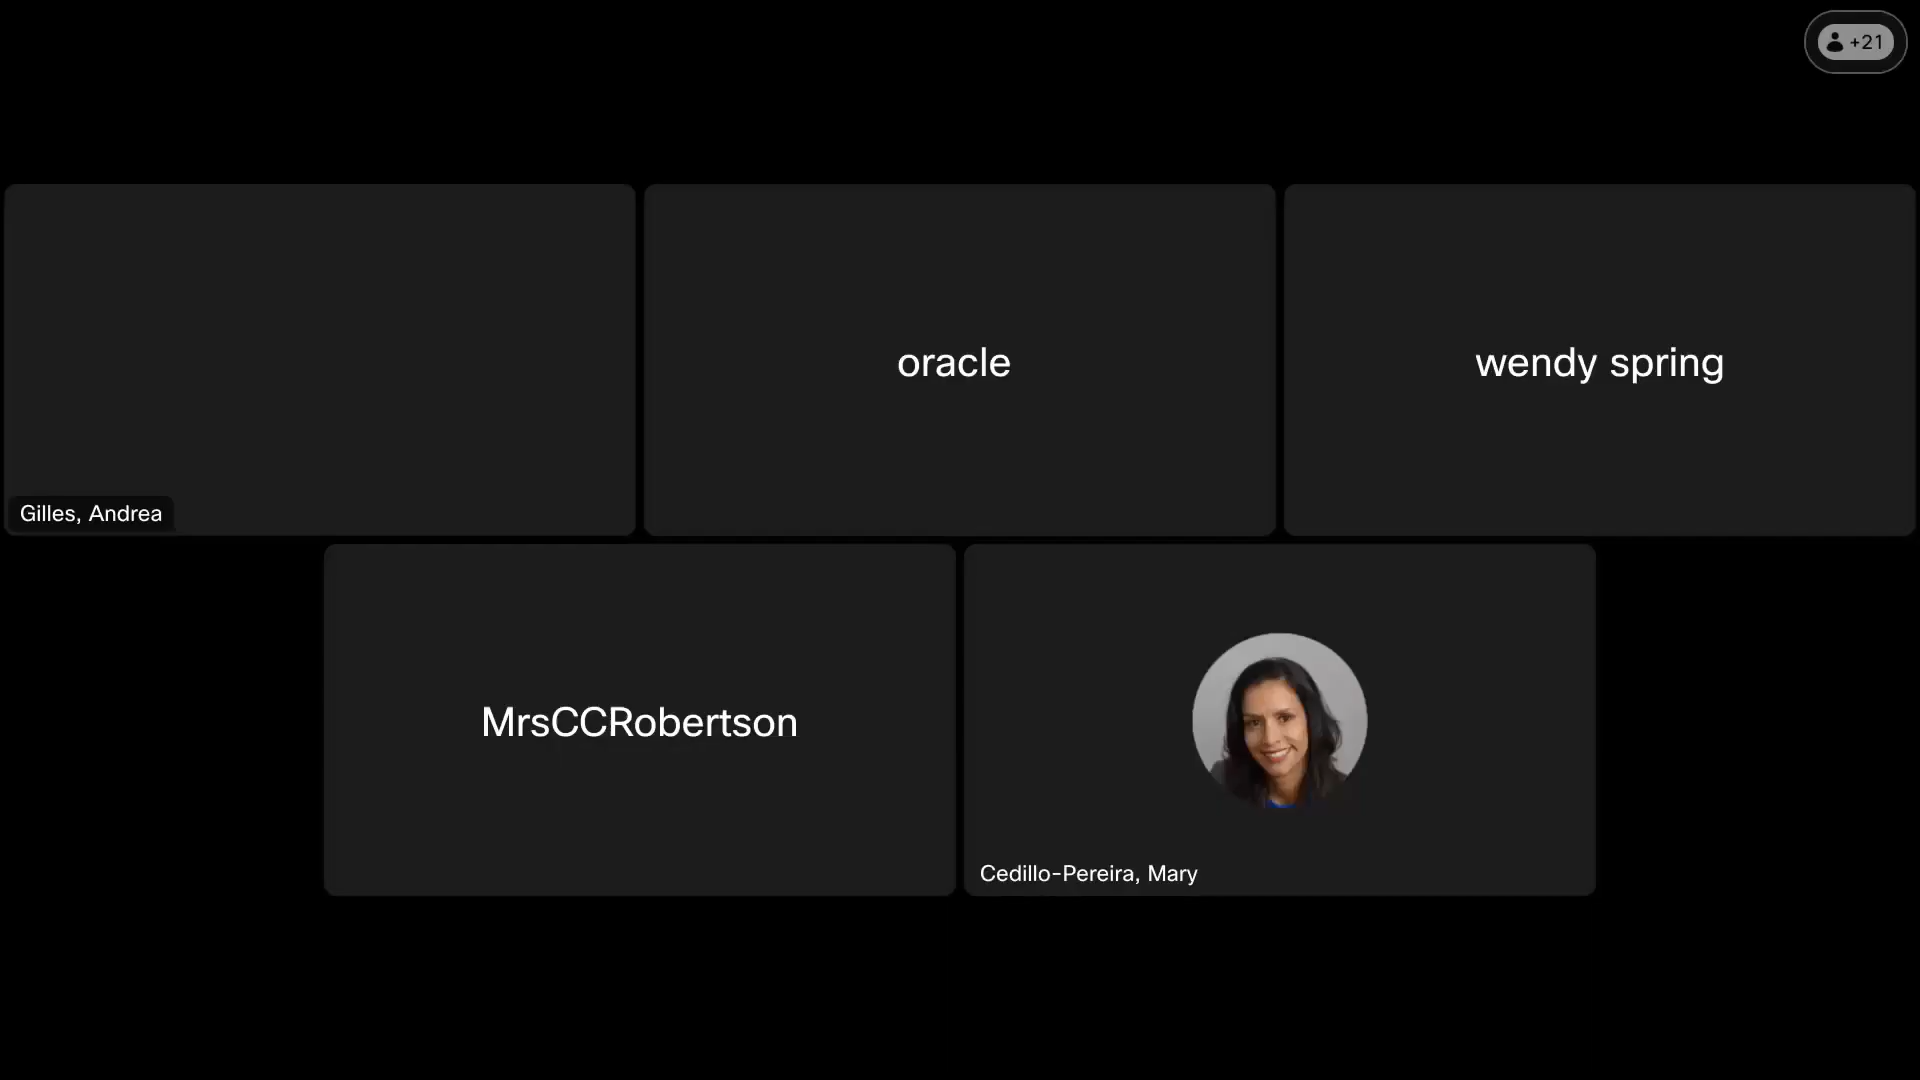 +21
oracle
wendy spring
Gilles, Andrea
MrsCCRobertson
Cedillo-Pereira, Mary